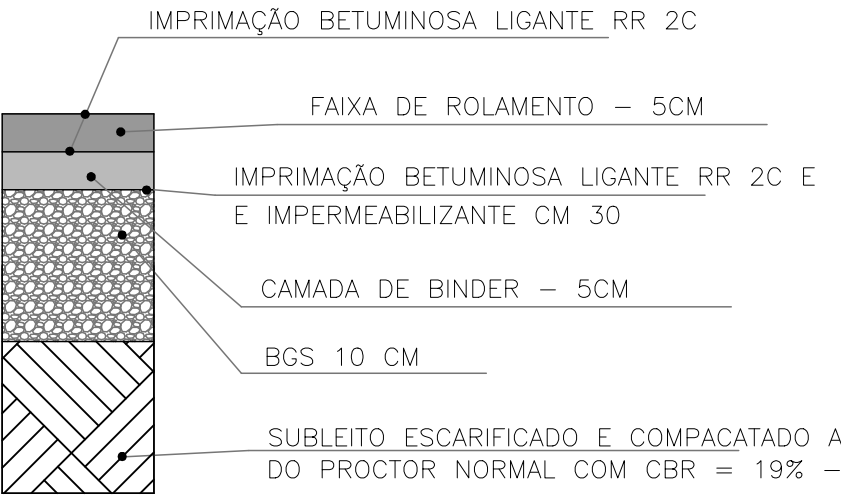 IMPRIMAÇÃO BETUMINOSA LIGANTE RR 2C
FAIXA DE ROLAMENTO – 5CM
IMPRIMAÇÃO BETUMINOSA LIGANTE RR 2C E
E IMPERMEABILIZANTE CM 30
CAMADA DE BINDER – 5CM
BGS 10 CM
SUBLEITO ESCARIFICADO E COMPACATADO A
DO PROCTOR NORMAL COM CBR = 19% –